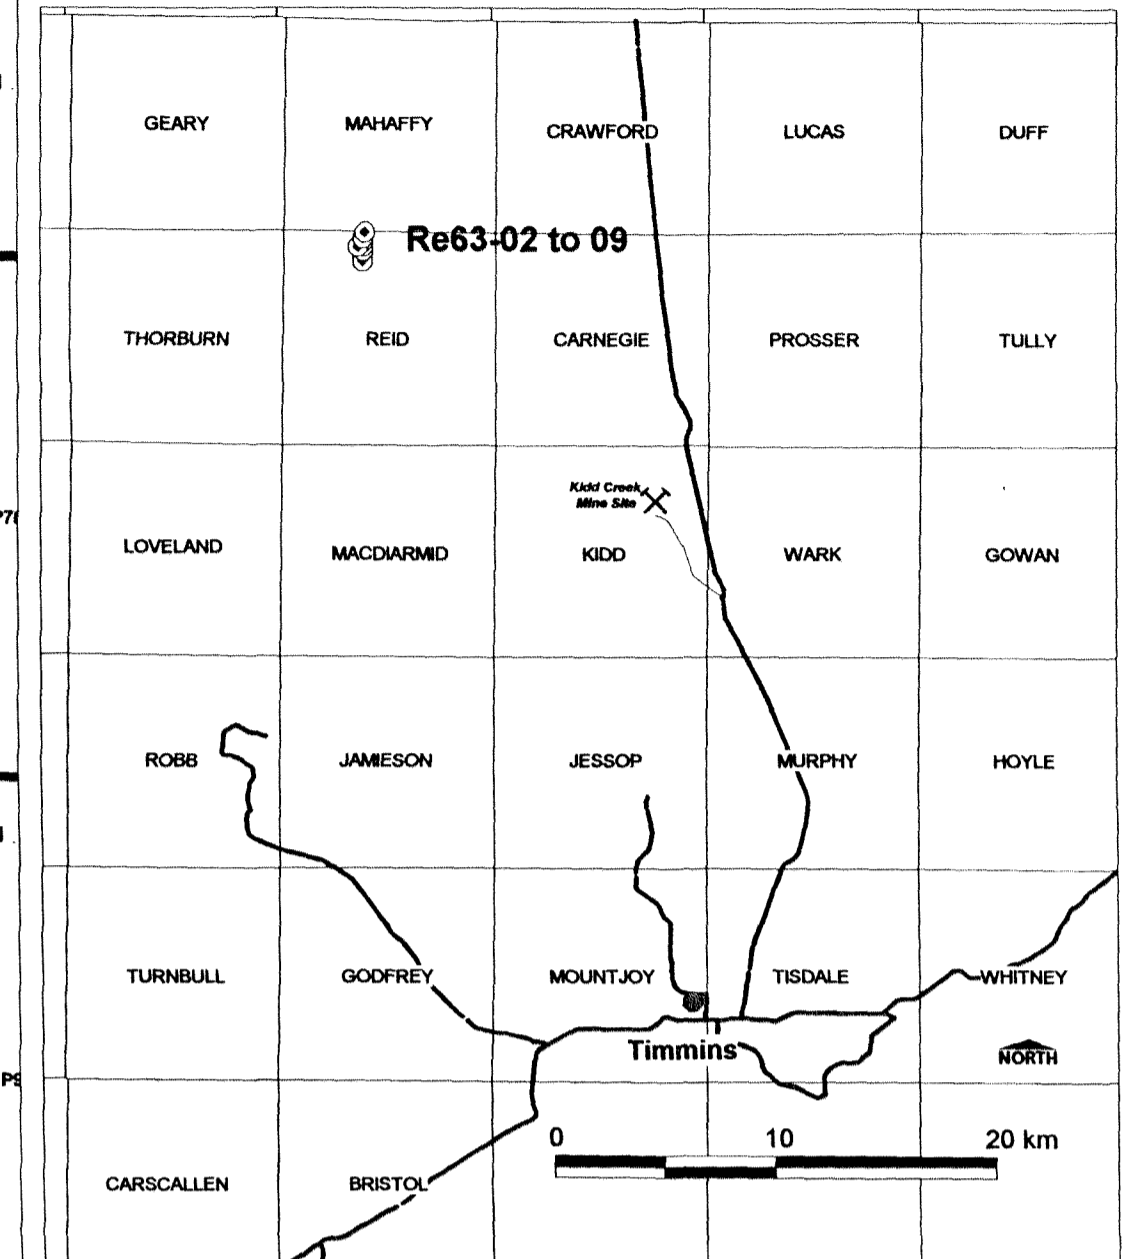 GEARY MAHAFFY CRAWFORD LUCAS DUFF
Re63-02 to 09
THORBURN REID CARNEGIE PROSSER TULLY
Kidd Creek
Mine Site
LOVELAND MACDIARMID KIDD WARK GOWAN
ROBB JAMIESON JESSOP MURPHY HOYLE
TURNBULL GODFREY MOUNTJOY TISDALE WHITNEY
Timmins
NORTH
0 10 20 km
CARSCALLEN BRISTOL